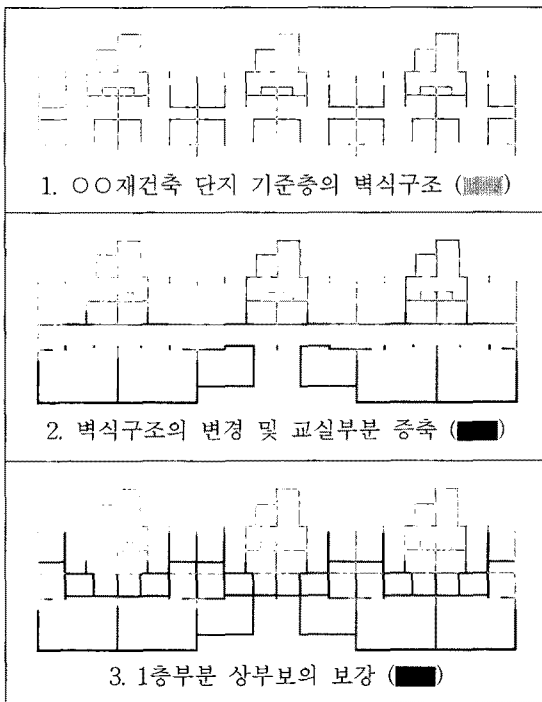 1. ○○재건축 단지 기준층의 벽식구조 ( )
2. 벽식구조의 변경 및 교실부분 증축 ( )
3. 1층부분 상부보의 보강 ( )